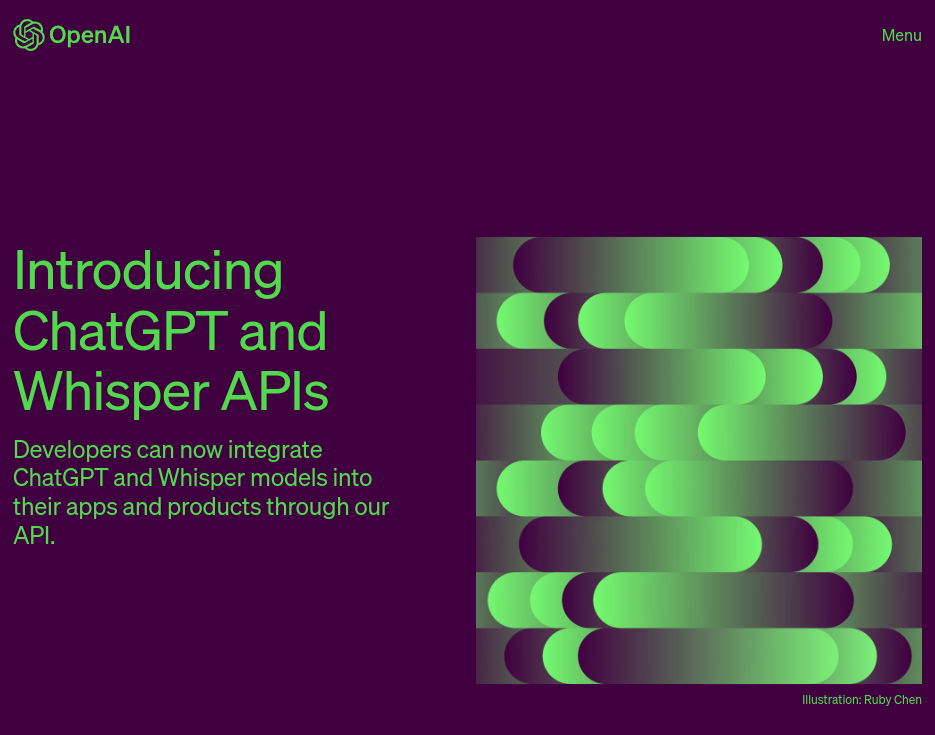 OpenAI
Menu
Introducing
ChatGPT and
Whisper APIs
Developers can now integrate
ChatGPT and Whisper models into
their apps and products through our
API.
Illustration: Ruby Chen